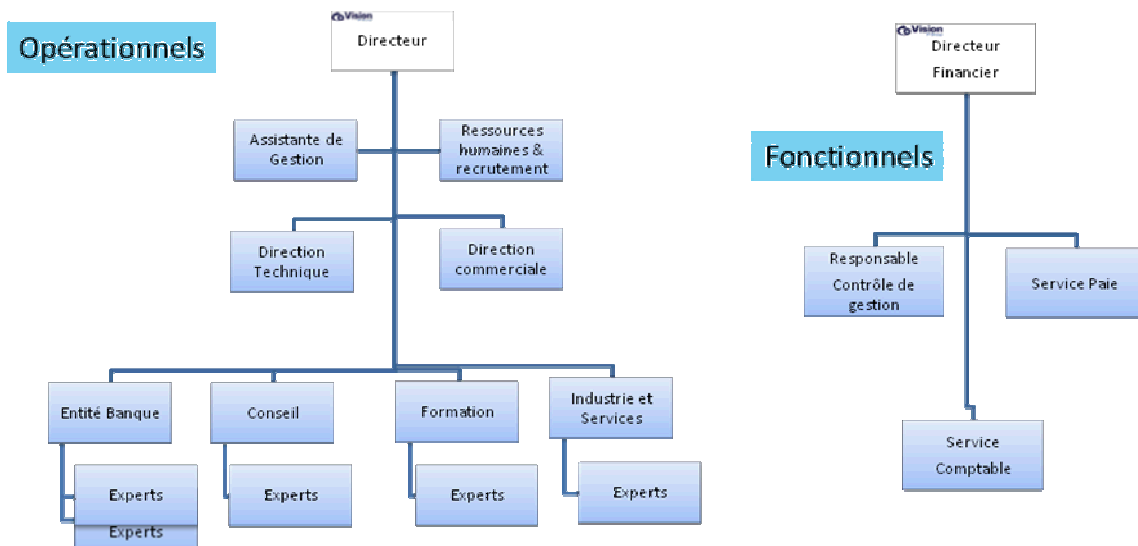 Opérationnels
Vision
Directeur
Assistante de
Gestion
Ressources
humaines &
recrutement
Direction
Technique
Direction
commerciale
Entité Banque
Conseil
Formation
Industrie et
Services
Experts
Experts
Experts
Experts
Experts
Vision
Directeur
Financier
Fonctionnels
Responsable
Contrôle de
gestion
Service Paie
Service
Comptable